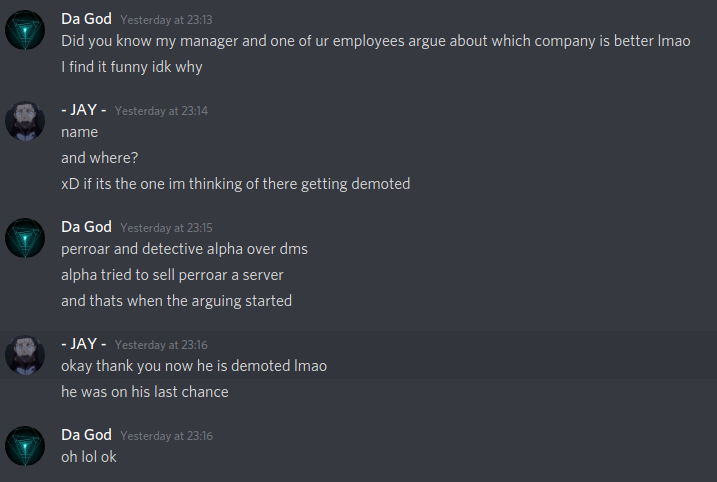 Da God Yesterday at 23:13
Did you know my manager and one of ur employees argue about which company is better lmao
I find it funny idk why
- JAY - Yesterday at 23:14
name
and where?
xD if its the one im thinking of there getting demoted
Da God Yesterday at 23:15
perroar and detective alpha over dms
alpha tried to sell perroar a server
and thats when the arguing started
- JAY - Yesterday at 23:16
okay thank you now he is demoted lmao
he was on his last chance
Da God Yesterday at 23:16
oh lol ok